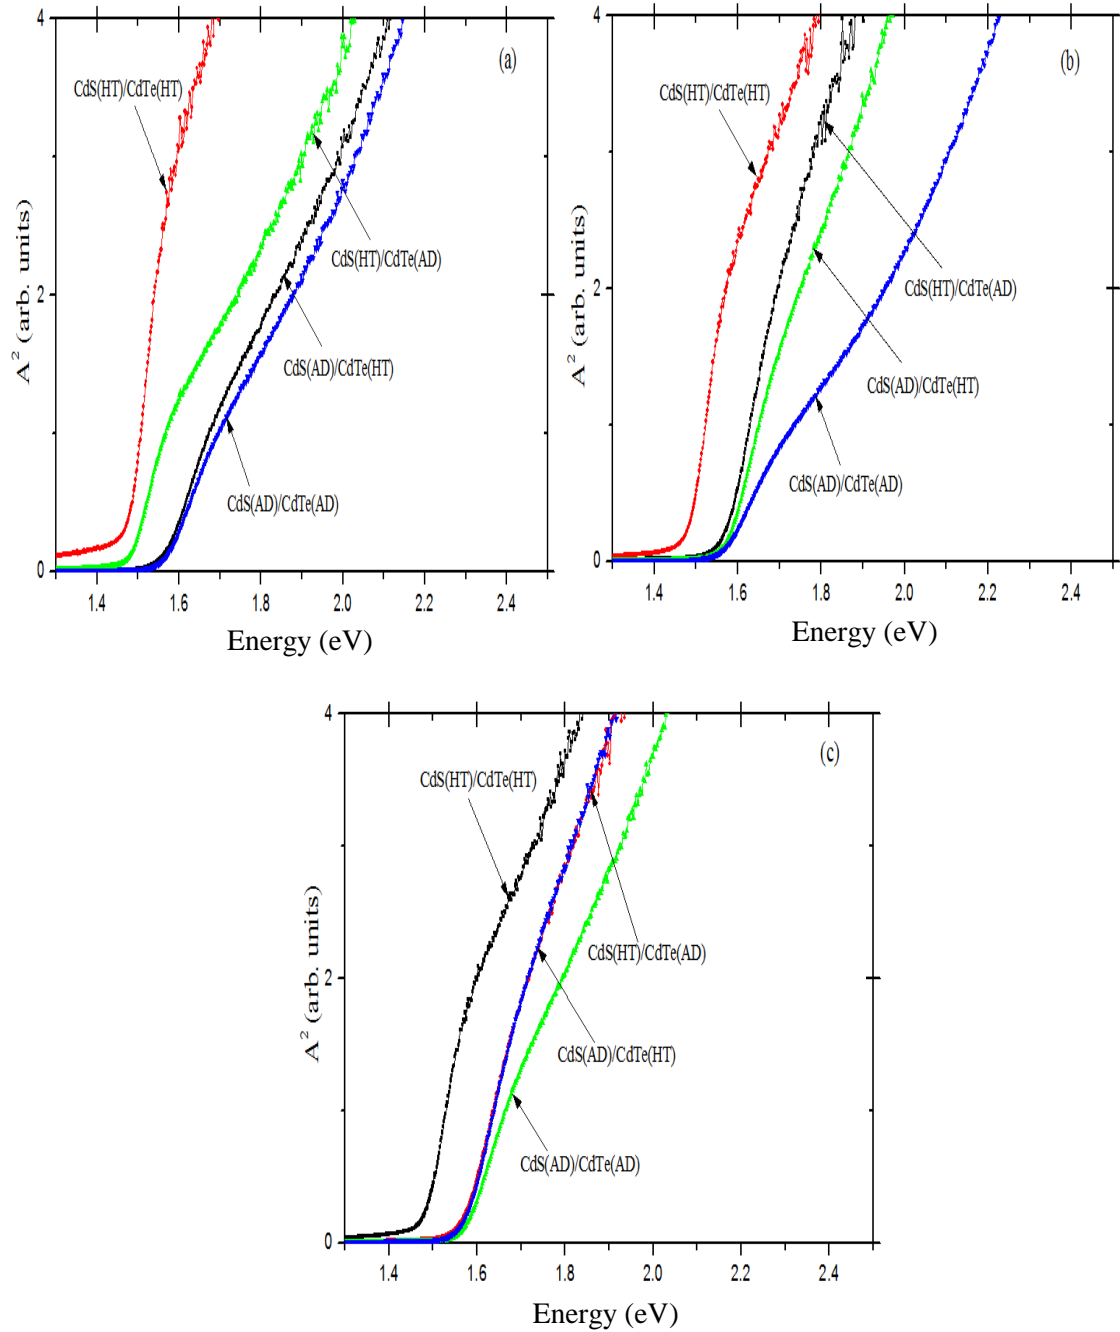 4
(a)
CdS(HT)/CdTe(HT)
CdS(HT)/CdTe(AD)
2
A² (arb. units)
CdS(AD)/CdTe(HT)
CdS(AD)/CdTe(AD)
0
1.4 1.6 1.8 2.0 2.2 2.4
Energy (eV)
4
(b)
CdS(HT)/CdTe(HT)
CdS(HT)/CdTe(AD)
2
A² (arb. units)
CdS(AD)/CdTe(HT)
CdS(AD)/CdTe(AD)
0
1.4 1.6 1.8 2.0 2.2 2.4
Energy (eV)
4
(c)
CdS(HT)/CdTe(HT)
CdS(HT)/CdTe(AD)
2
A² (arb. units)
CdS(AD)/CdTe(HT)
CdS(AD)/CdTe(AD)
0
1.4 1.6 1.8 2.0 2.2 2.4
Energy (eV)